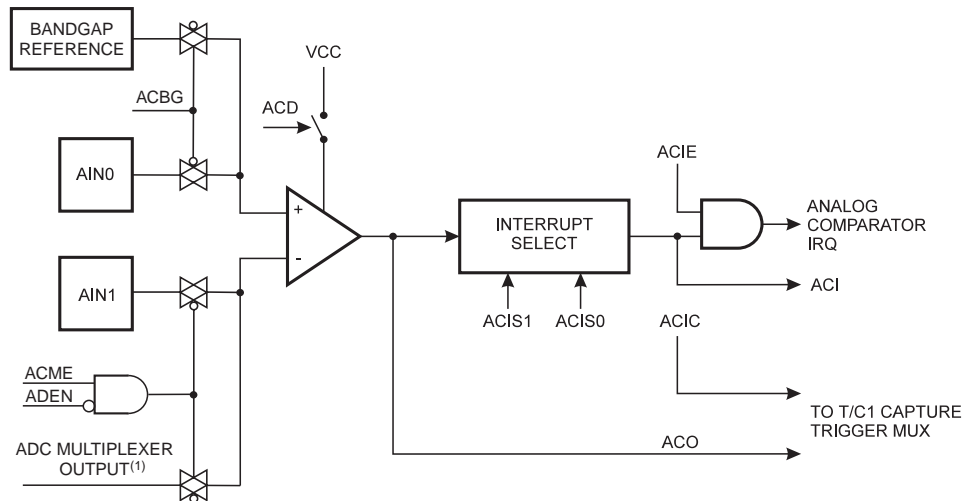 BANDGAP
REFERENCE
VCC
ACBG
ACD
AIN0
ACIE
+
INTERRUPT
SELECT
ANALOG
COMPARATOR
IRQ
-
AIN1
ACI
ACIS1
ACIS0
ACIC
ACME
ADEN
TO T/C1 CAPTURE
TRIGGER MUX
ACO
ADC MULTIPLEXER
OUTPUT(1)